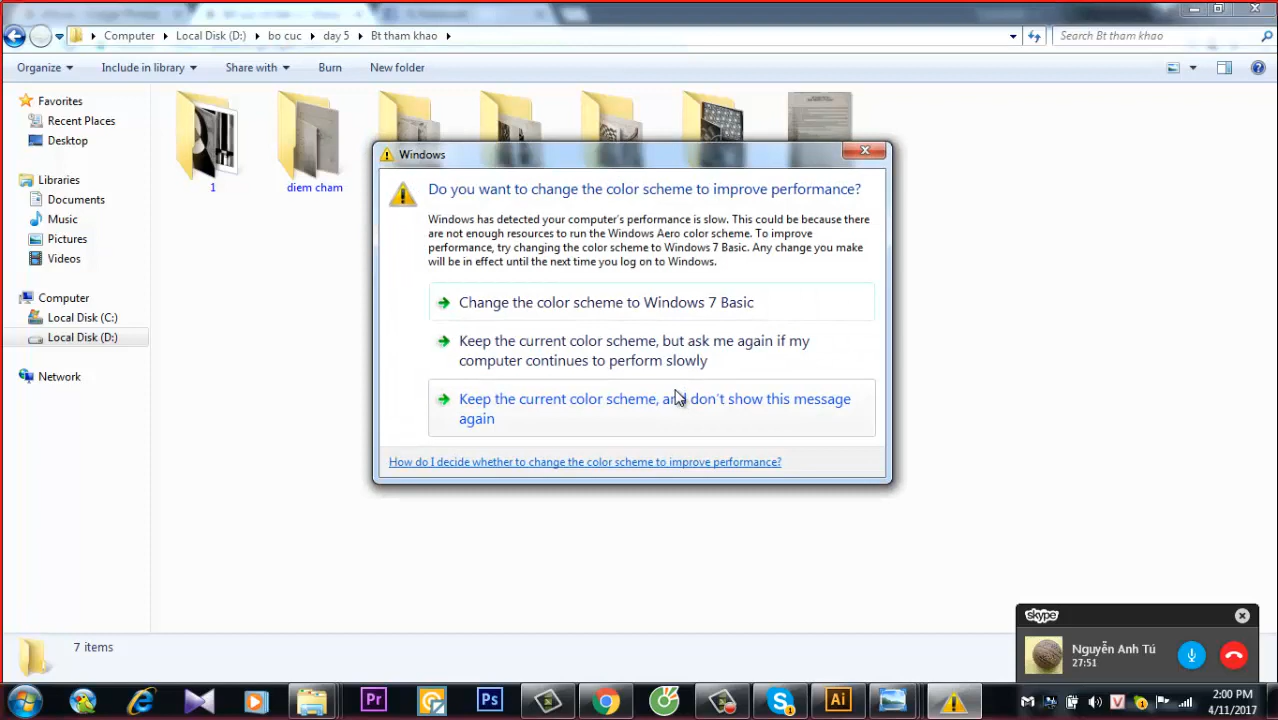 Computer
Local Disk (D:)
bo cuc
day 5
Bt tham khao
Search Bt tham khao
Organize
Include in library
Share with
Burn
New folder
Favorites
Recent Places
Desktop
Libraries
Documents
Music
Pictures
Videos
Computer
Local Disk (C:)
Local Disk (D:)
Network
1
diem cham
Windows
Do you want to change the color scheme to improve performance?
Windows has detected your computer's performance is slow. This could be because there
are not enough resources to run the Windows Aero color scheme. To improve
performance, try changing the color scheme to Windows 7 Basic. Any change you make
will be in effect until the next time you log on to Windows.
Change the color scheme to Windows 7 Basic
Keep the current color scheme, but ask me again if my
computer continues to perform slowly
Keep the current color scheme, and don't show this message
again
How do I decide whether to change the color scheme to improve performance?
7 items
skype
Nguyễn Anh Tú
27:51
Pr
Ps
S
1
Ai
M
V
2:00 PM
4/11/2017